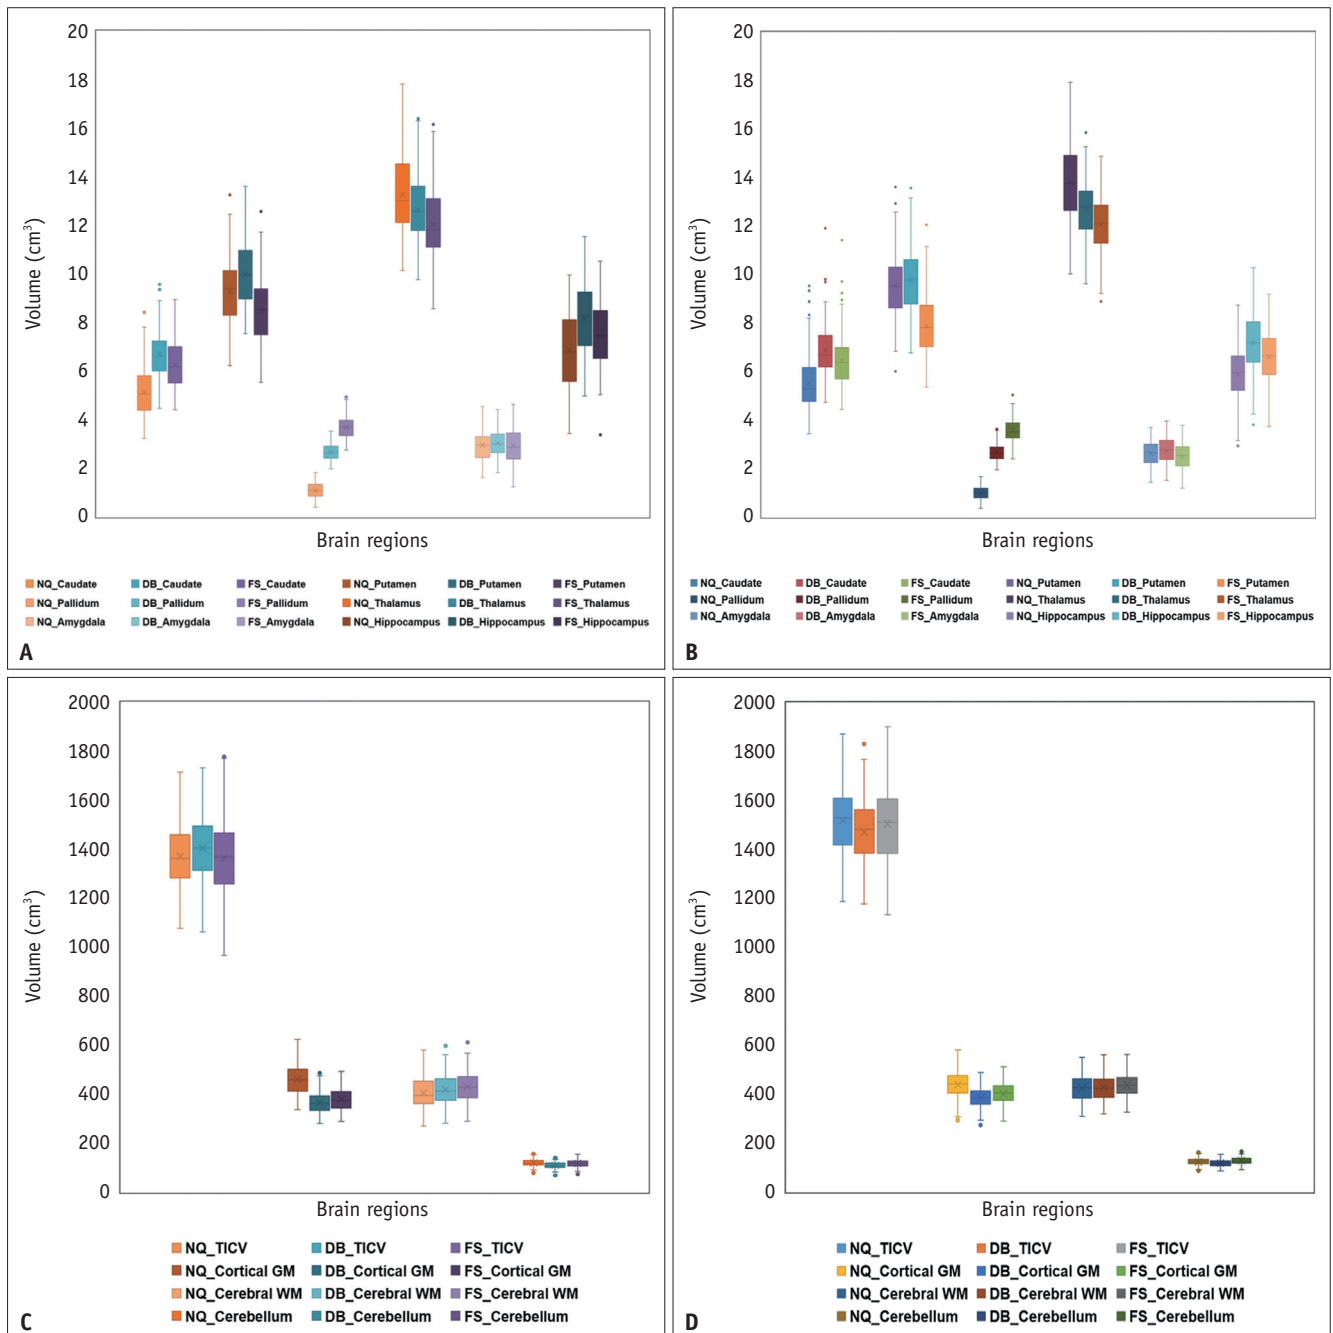 20
18
16
14
12
10
8
6
4
2
0
Volume (cm³)
Brain regions
NQ_Caudate DB_Caudate FS_Caudate NQ_Putamen DB_Putamen FS_Putamen
NQ_Pallidum DB_Pallidum FS_Pallidum NQ_Thalamus DB_Thalamus FS_Thalamus
NQ_Amygdala DB_Amygdala FS_Amygdala NQ_Hippocampus DB_Hippocampus FS_Hippocampus
A
20
18
16
14
12
10
8
6
4
2
0
Volume (cm³)
Brain regions
NQ_Caudate DB_Caudate FS_Caudate NQ_Putamen DB_Putamen FS_Putamen
NQ_Pallidum DB_Pallidum FS_Pallidum NQ_Thalamus DB_Thalamus FS_Thalamus
NQ_Amygdala DB_Amygdala FS_Amygdala NQ_Hippocampus DB_Hippocampus FS_Hippocampus
B
2000
1800
1600
1400
1200
1000
800
600
400
200
0
Volume (cm³)
Brain regions
NQ_TICV DB_TICV FS_TICV
NQ_Cortical GM DB_Cortical GM FS_Cortical GM
NQ_Cerebral WM DB_Cerebral WM FS_Cerebral WM
NQ_Cerebellum DB_Cerebellum FS_Cerebellum
C
2000
1800
1600
1400
1200
1000
800
600
400
200
0
Volume (cm³)
Brain regions
NQ_TICV DB_TICV FS_TICV
NQ_Cortical GM DB_Cortical GM FS_Cortical GM
NQ_Cerebral WM DB_Cerebral WM FS_Cerebral WM
NQ_Cerebellum DB_Cerebellum FS_Cerebellum
D